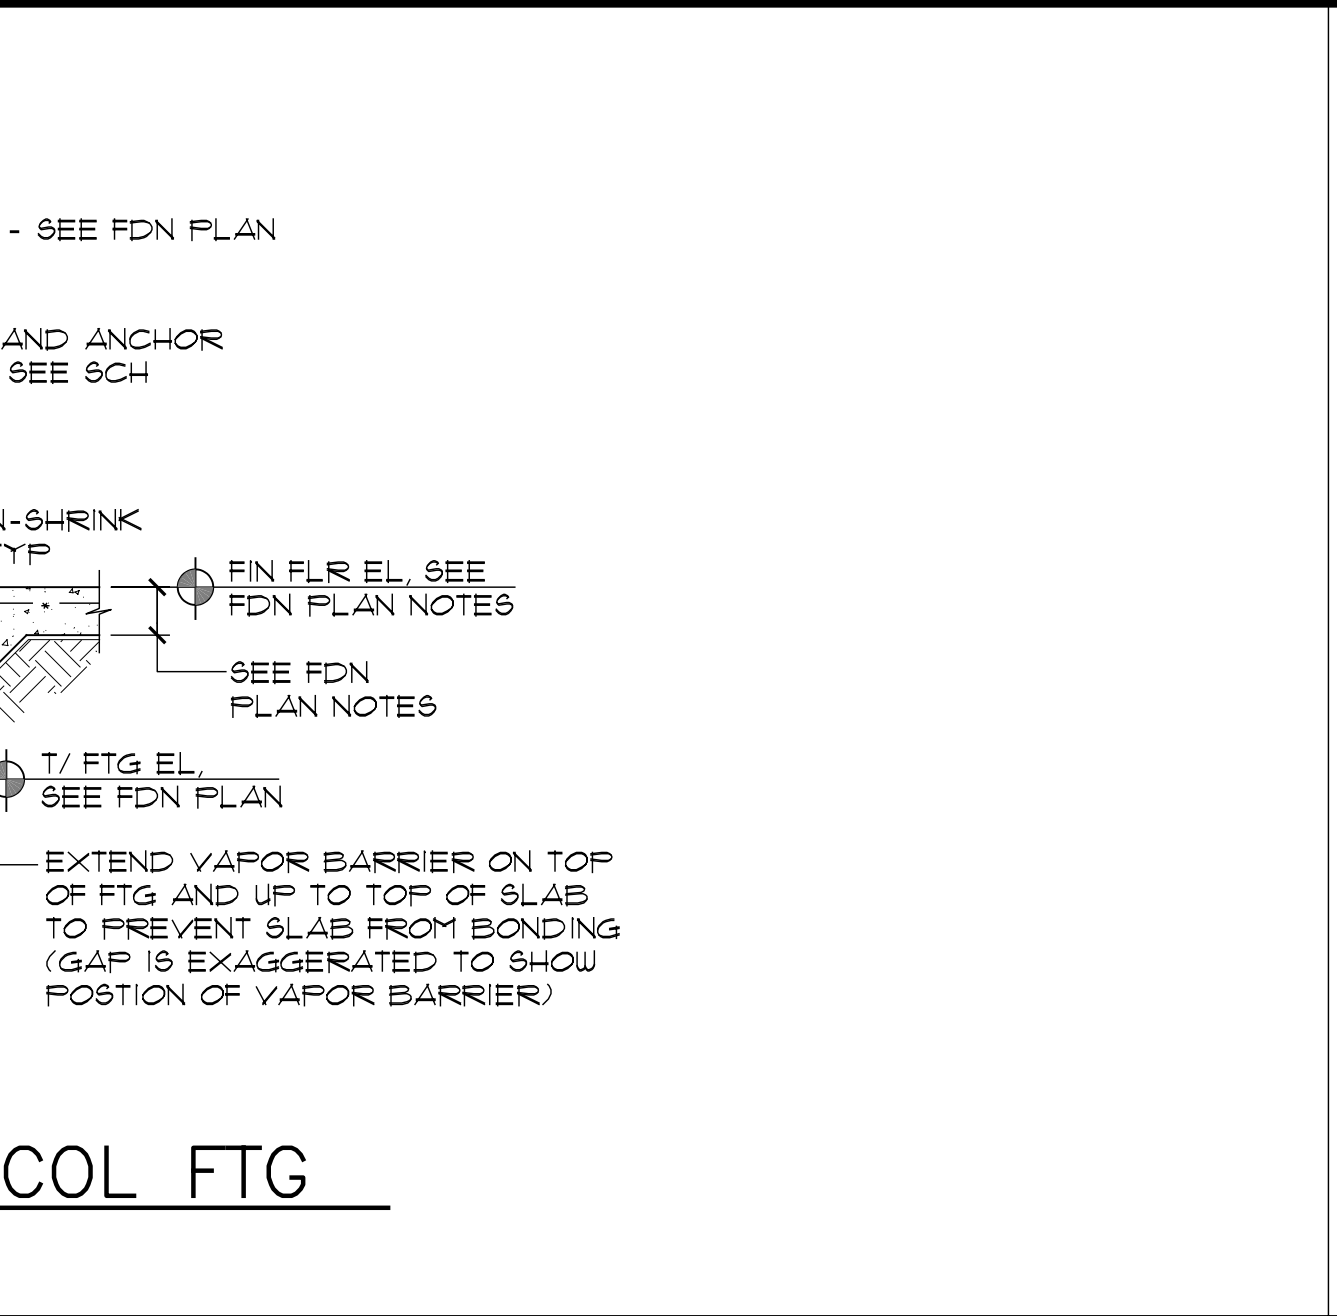 - SEE FDN PLAN
AND ANCHOR
SEE SCH
-SHRINK
TYP
FIN FLR EL, SEE
FDN PLAN NOTES
SEE FDN
PLAN NOTES
T/ FTG EL,
SEE FDN PLAN
EXTEND VAPOR BARRIER ON TOP
OF FTG AND UP TO TOP OF SLAB
TO PREVENT SLAB FROM BONDING
(GAP IS EXAGGERATED TO SHOW
POSTION OF VAPOR BARRIER)
COL FTG